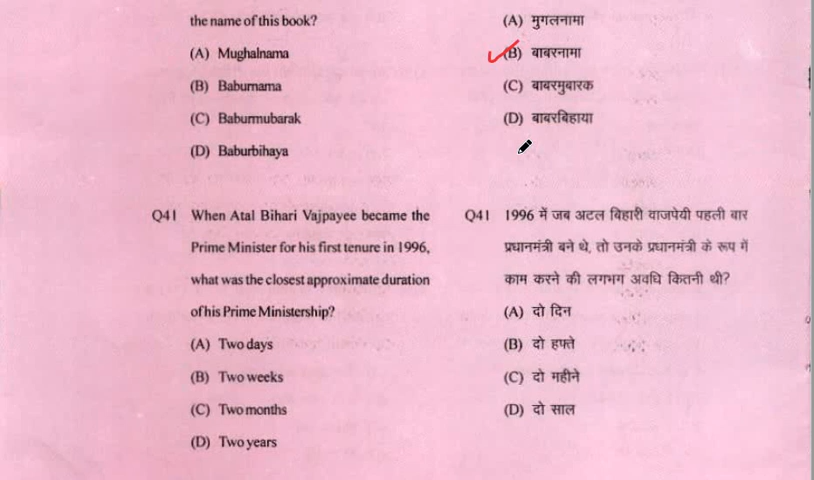 the name of this book?
(A) Mughalnama
(B) Baburnama
(C) Baburmubarak
(D) Baburbihaya
(A) मुगलनामा
(B) बाबरनामा
(C) बाबरमुबारक
(D) बाबरबिहाया
Q41 When Atal Bihari Vajpayee became the
Prime Minister for his first tenure in 1996,
what was the closest approximate duration
of his Prime Ministership?
(A) Two days
(B) Two weeks
(C) Two months
(D) Two years
Q41 1996 में जब अटल बिहारी वाजपेयी पहली बार
प्रधानमंत्री बने थे, तो उनके प्रधानमंत्री के रूप में
काम करने की लगभग अवधि कितनी थी?
(A) दो दिन
(B) दो हफ्ते
(C) दो महीने
(D) दो साल